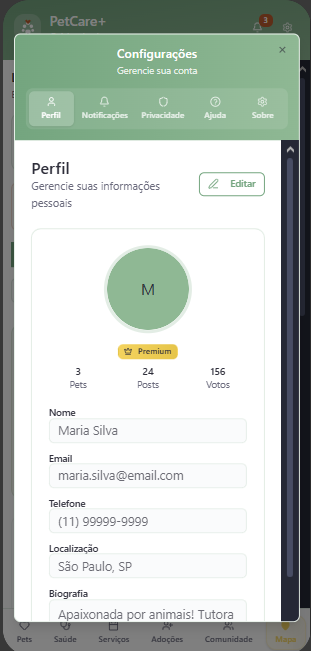 PetCare+
3
Configurações
Gerencie sua conta
Perfil
Notificações
Privacidade
Ajuda
Sobre
Perfil
Gerencie suas informações
pessoais
Editar
M
Premium
3
24
156
Pets
Posts
Votos
Nome
Maria Silva
Email
maria.silva@email.com
Telefone
(11) 99999-9999
Localização
São Paulo, SP
Biografia
Apaixonada por animais! Tutora
Pets
Saúde
Serviços
Adoções
Comunidade
Mapa